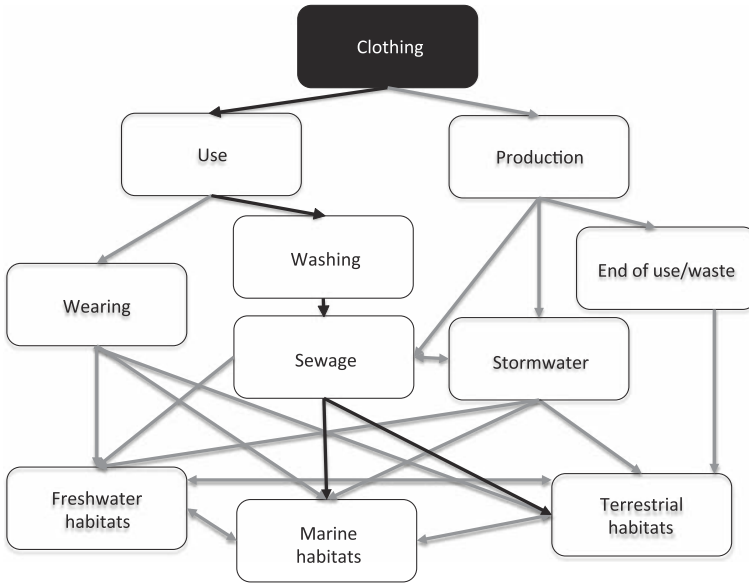 Clothing
Use
Production
Washing
End of use/waste
Wearing
Sewage
Stormwater
Freshwater
habitats
Marine
habitats
Terrestrial
habitats